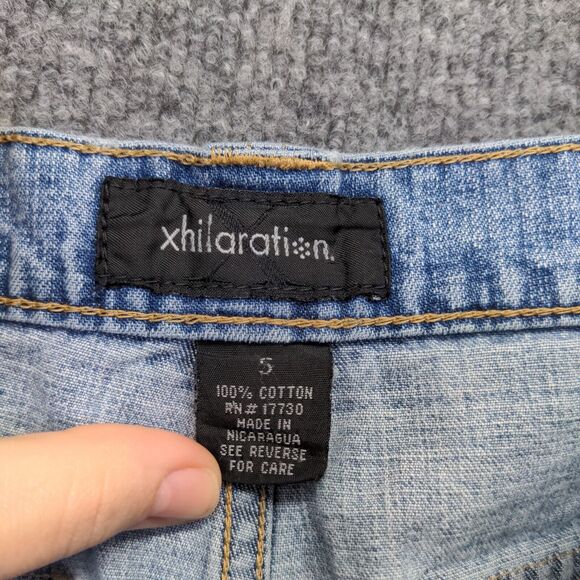 xhilaration.
5
100% COTTON
RN# 17730
MADE IN
NICARAGUA
SEE REVERSE
FOR CARE